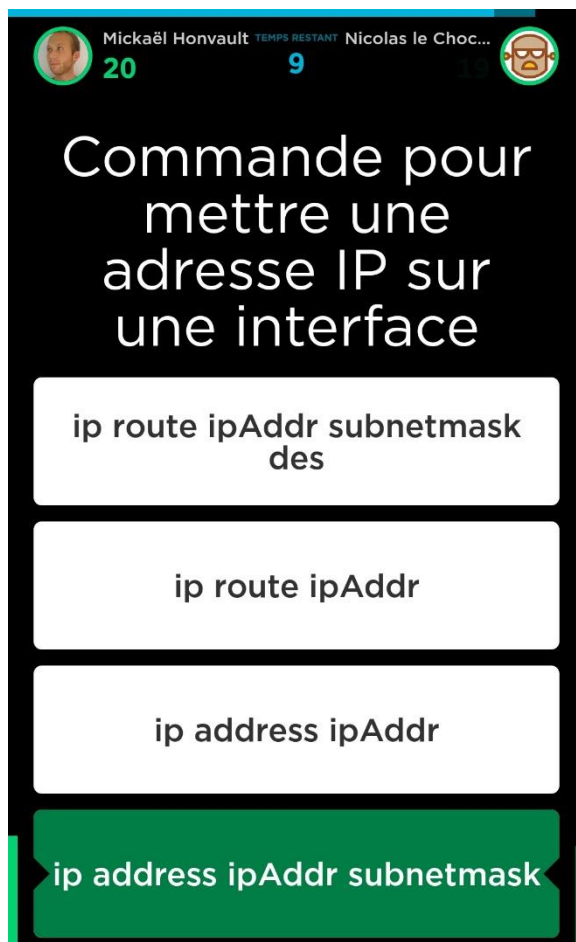 Mickaël Honvault TEMPS RESTANT Nicolas le Choc...
20 9 19
Commande pour
mettre une
adresse IP sur
une interface
ip route ipAddr subnetmask
des
ip route ipAddr
ip address ipAddr
ip address ipAddr subnetmask